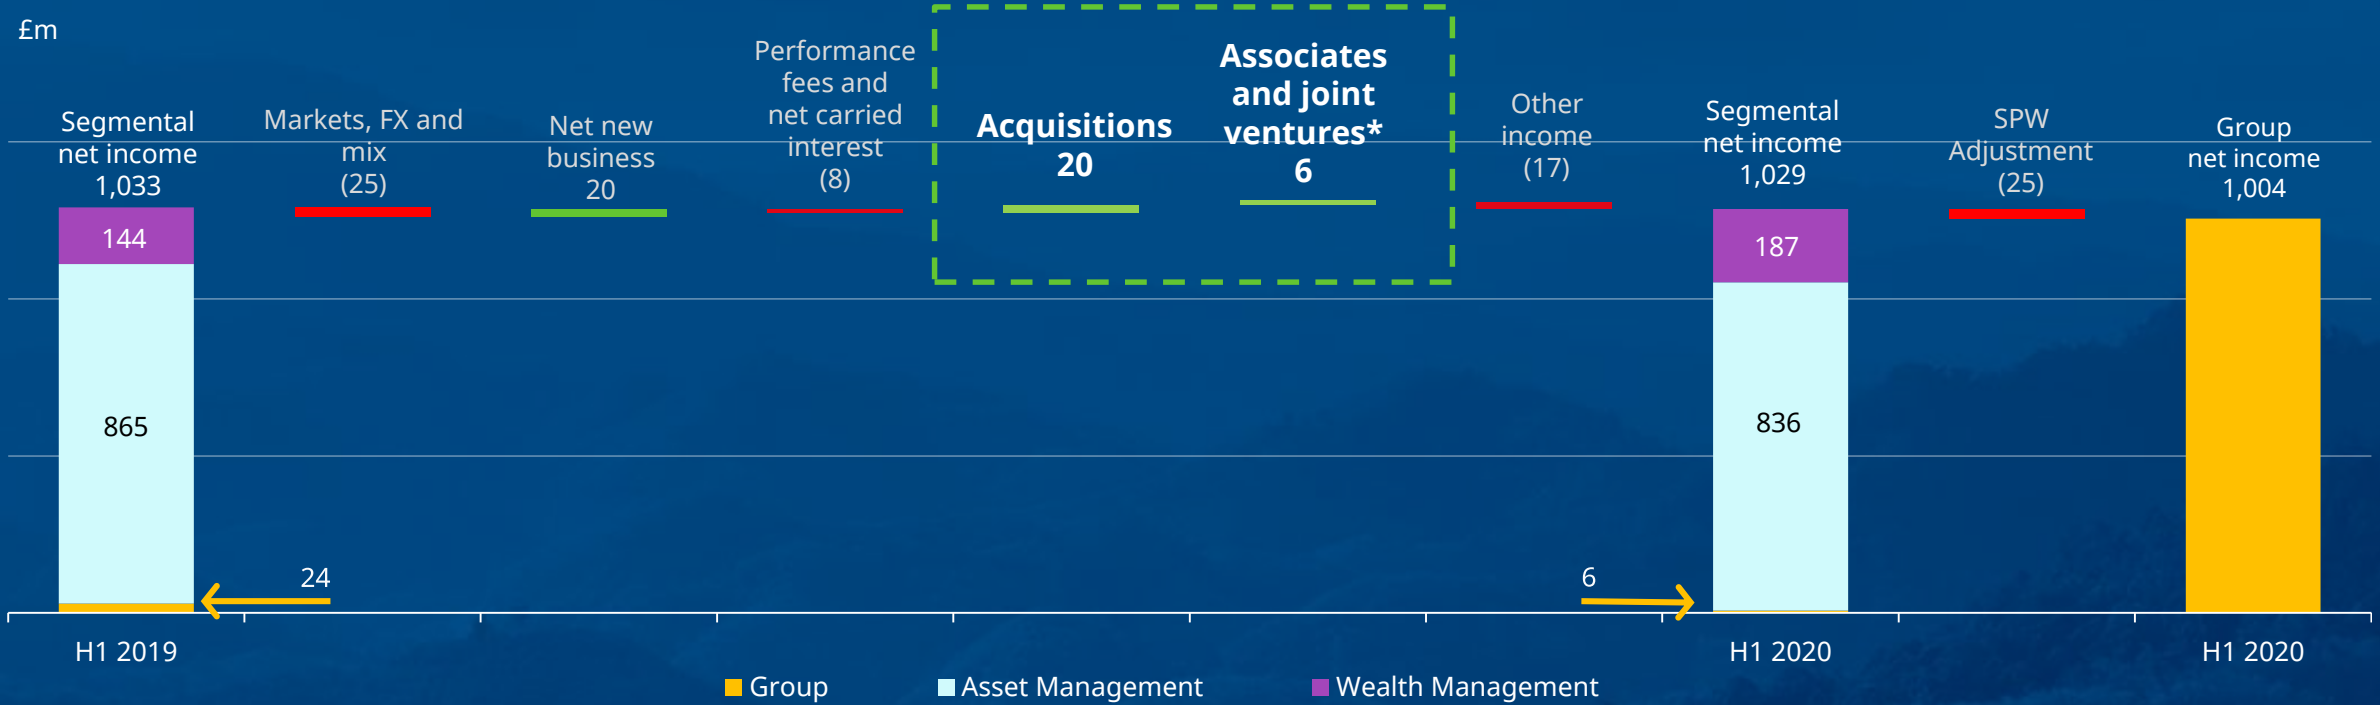 £m
Segmental
net income
1,033
Markets, FX and
mix
(25)
Net new
business
20
Performance
fees and
net carried
interest
(8)
Acquisitions
20
Associates
and joint
ventures*
6
Other
income
(17)
Segmental
net income
1,029
SPW
Adjustment
(25)
Group
net income
1,004
144
865
24
187
836
6
H1 2019
H1 2020
H1 2020
Group
Asset Management
Wealth Management